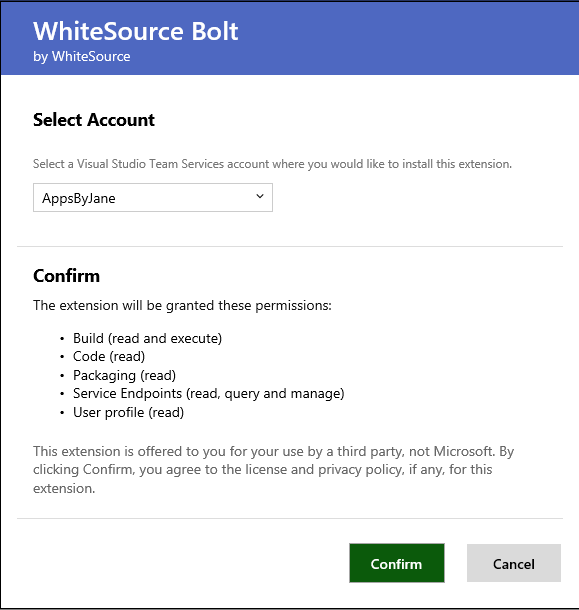 WhiteSource Bolt
by WhiteSource
Select Account
Select a Visual Studio Team Services account where you would like to install this extension.
AppsByJane
Confirm
The extension will be granted these permissions:
• Build (read and execute)
• Code (read)
• Packaging (read)
• Service Endpoints (read, query and manage)
• User profile (read)
This extension is offered to you for your use by a third party, not Microsoft. By
clicking Confirm, you agree to the license and privacy policy, if any, for this
extension.
Confirm
Cancel